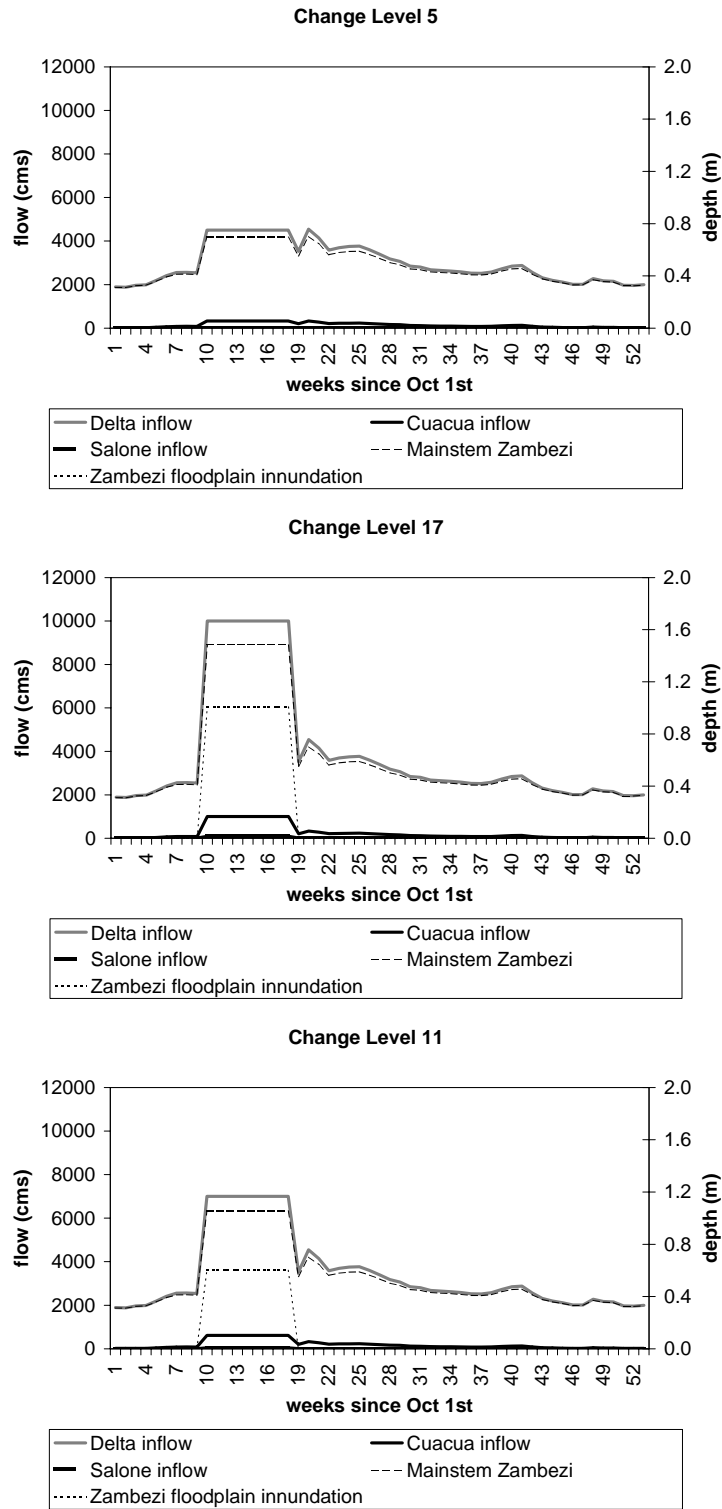 Change Level 5
12000
10000
8000
6000
4000
2000
0
flow (cms)
2.0
1.6
1.2
0.8
0.4
0.0
depth (m)
1 4 7 10 13 16 19 22 25 28 31 34 37 40 43 46 49 52
weeks since Oct 1st
Delta inflow Cuacua inflow
Salone inflow Mainstem Zambezi
Zambezi floodplain innundation
Change Level 17
12000
10000
8000
6000
4000
2000
0
flow (cms)
2.0
1.6
1.2
0.8
0.4
0.0
depth (m)
1 4 7 10 13 16 19 22 25 28 31 34 37 40 43 46 49 52
weeks since Oct 1st
Delta inflow Cuacua inflow
Salone inflow Mainstem Zambezi
Zambezi floodplain innundation
Change Level 11
12000
10000
8000
6000
4000
2000
0
flow (cms)
2.0
1.6
1.2
0.8
0.4
0.0
depth (m)
1 4 7 10 13 16 19 22 25 28 31 34 37 40 43 46 49 52
weeks since Oct 1st
Delta inflow Cuacua inflow
Salone inflow Mainstem Zambezi
Zambezi floodplain innundation